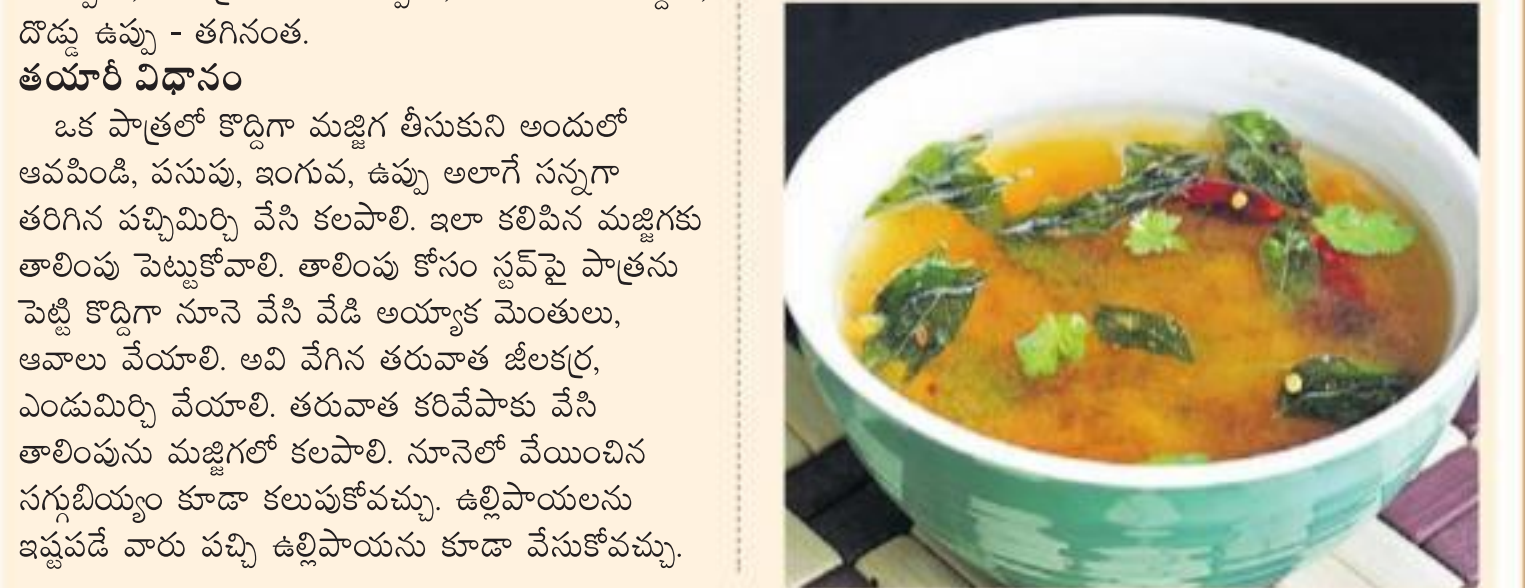 దొడ్డు ఉప్పు - తగినంత.
తయారీ విధానం
ఒక పాత్రలో కొద్దిగా మజ్జిగ తీసుకుని అందులో
ఆవపిండి, పసుపు, ఇంగువ, ఉప్పు అలాగే సన్నగా
తరిగిన పచ్చిమిర్చి వేసి కలపాలి. ఇలా కలిపిన మజ్జిగకు
తాలింపు పెట్టుకోవాలి. తాలింపు కోసం స్టవ్‌పై పాత్రను
పెట్టి కొద్దిగా నూనె వేసి వేడి అయ్యాక మెంతులు,
ఆవాలు వేయాలి. అవి వేగిన తరువాత జీలకర్ర,
ఎండుమిర్చి వేయాలి. తరువాత కరివేపాకు వేసి
తాలింపును మజ్జిగలో కలపాలి. నూనెలో వేయించిన
సగ్గుబియ్యం కూడా కలుపుకోవచ్చు. ఉల్లిపాయలను
ఇష్టపడే వారు పచ్చి ఉల్లిపాయను కూడా వేసుకోవచ్చు.